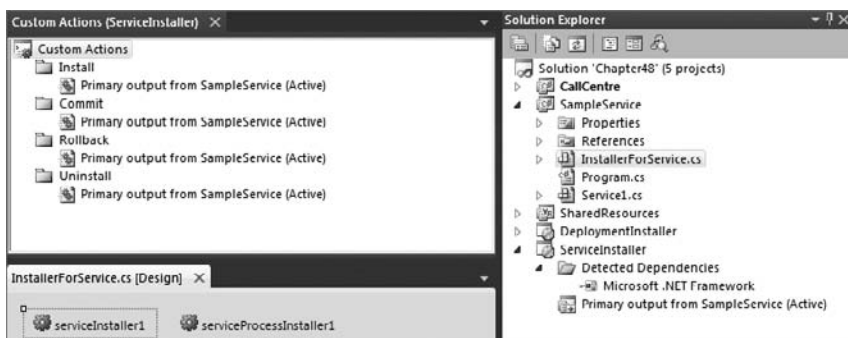 Custom Actions (ServiceInstaller)
Custom Actions
Install
Primary output from SampleService (Active)
Commit
Primary output from SampleService (Active)
Rollback
Primary output from SampleService (Active)
Uninstall
Primary output from SampleService (Active)
InstallerForService.cs [Design]
serviceInstaller1
serviceProcessInstaller1
Solution Explorer
Solution 'Chapter48' (5 projects)
CallCentre
SampleService
Properties
References
InstallerForService.cs
Program.cs
Service1.cs
SharedResources
DeploymentInstaller
ServiceInstaller
Detected Dependencies
Microsoft .NET Framework
Primary output from SampleService (Active)